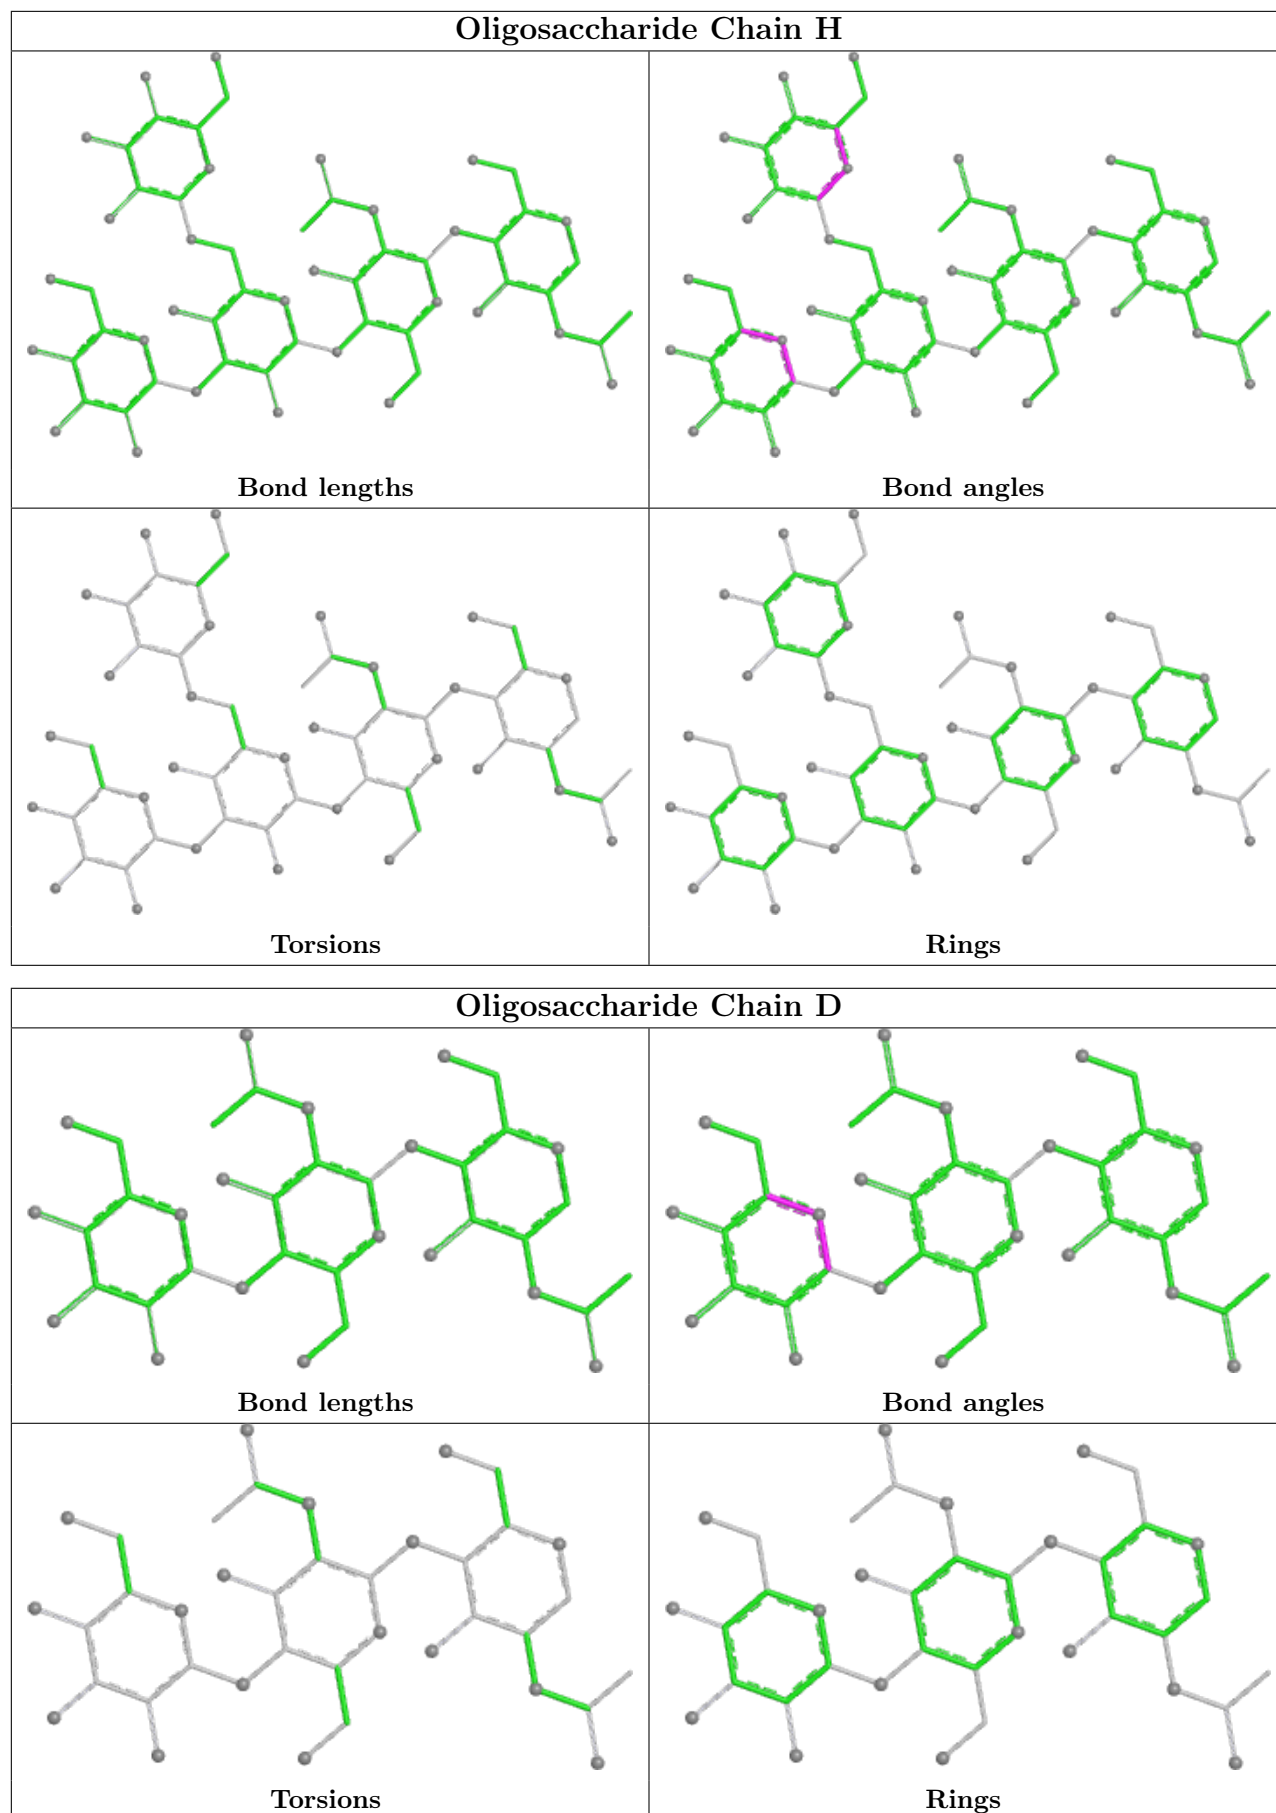 Oligosaccharide Chain H
Bond lengths
Bond angles
Torsions
Rings
Oligosaccharide Chain D
Bond lengths
Bond angles
Torsions
Rings